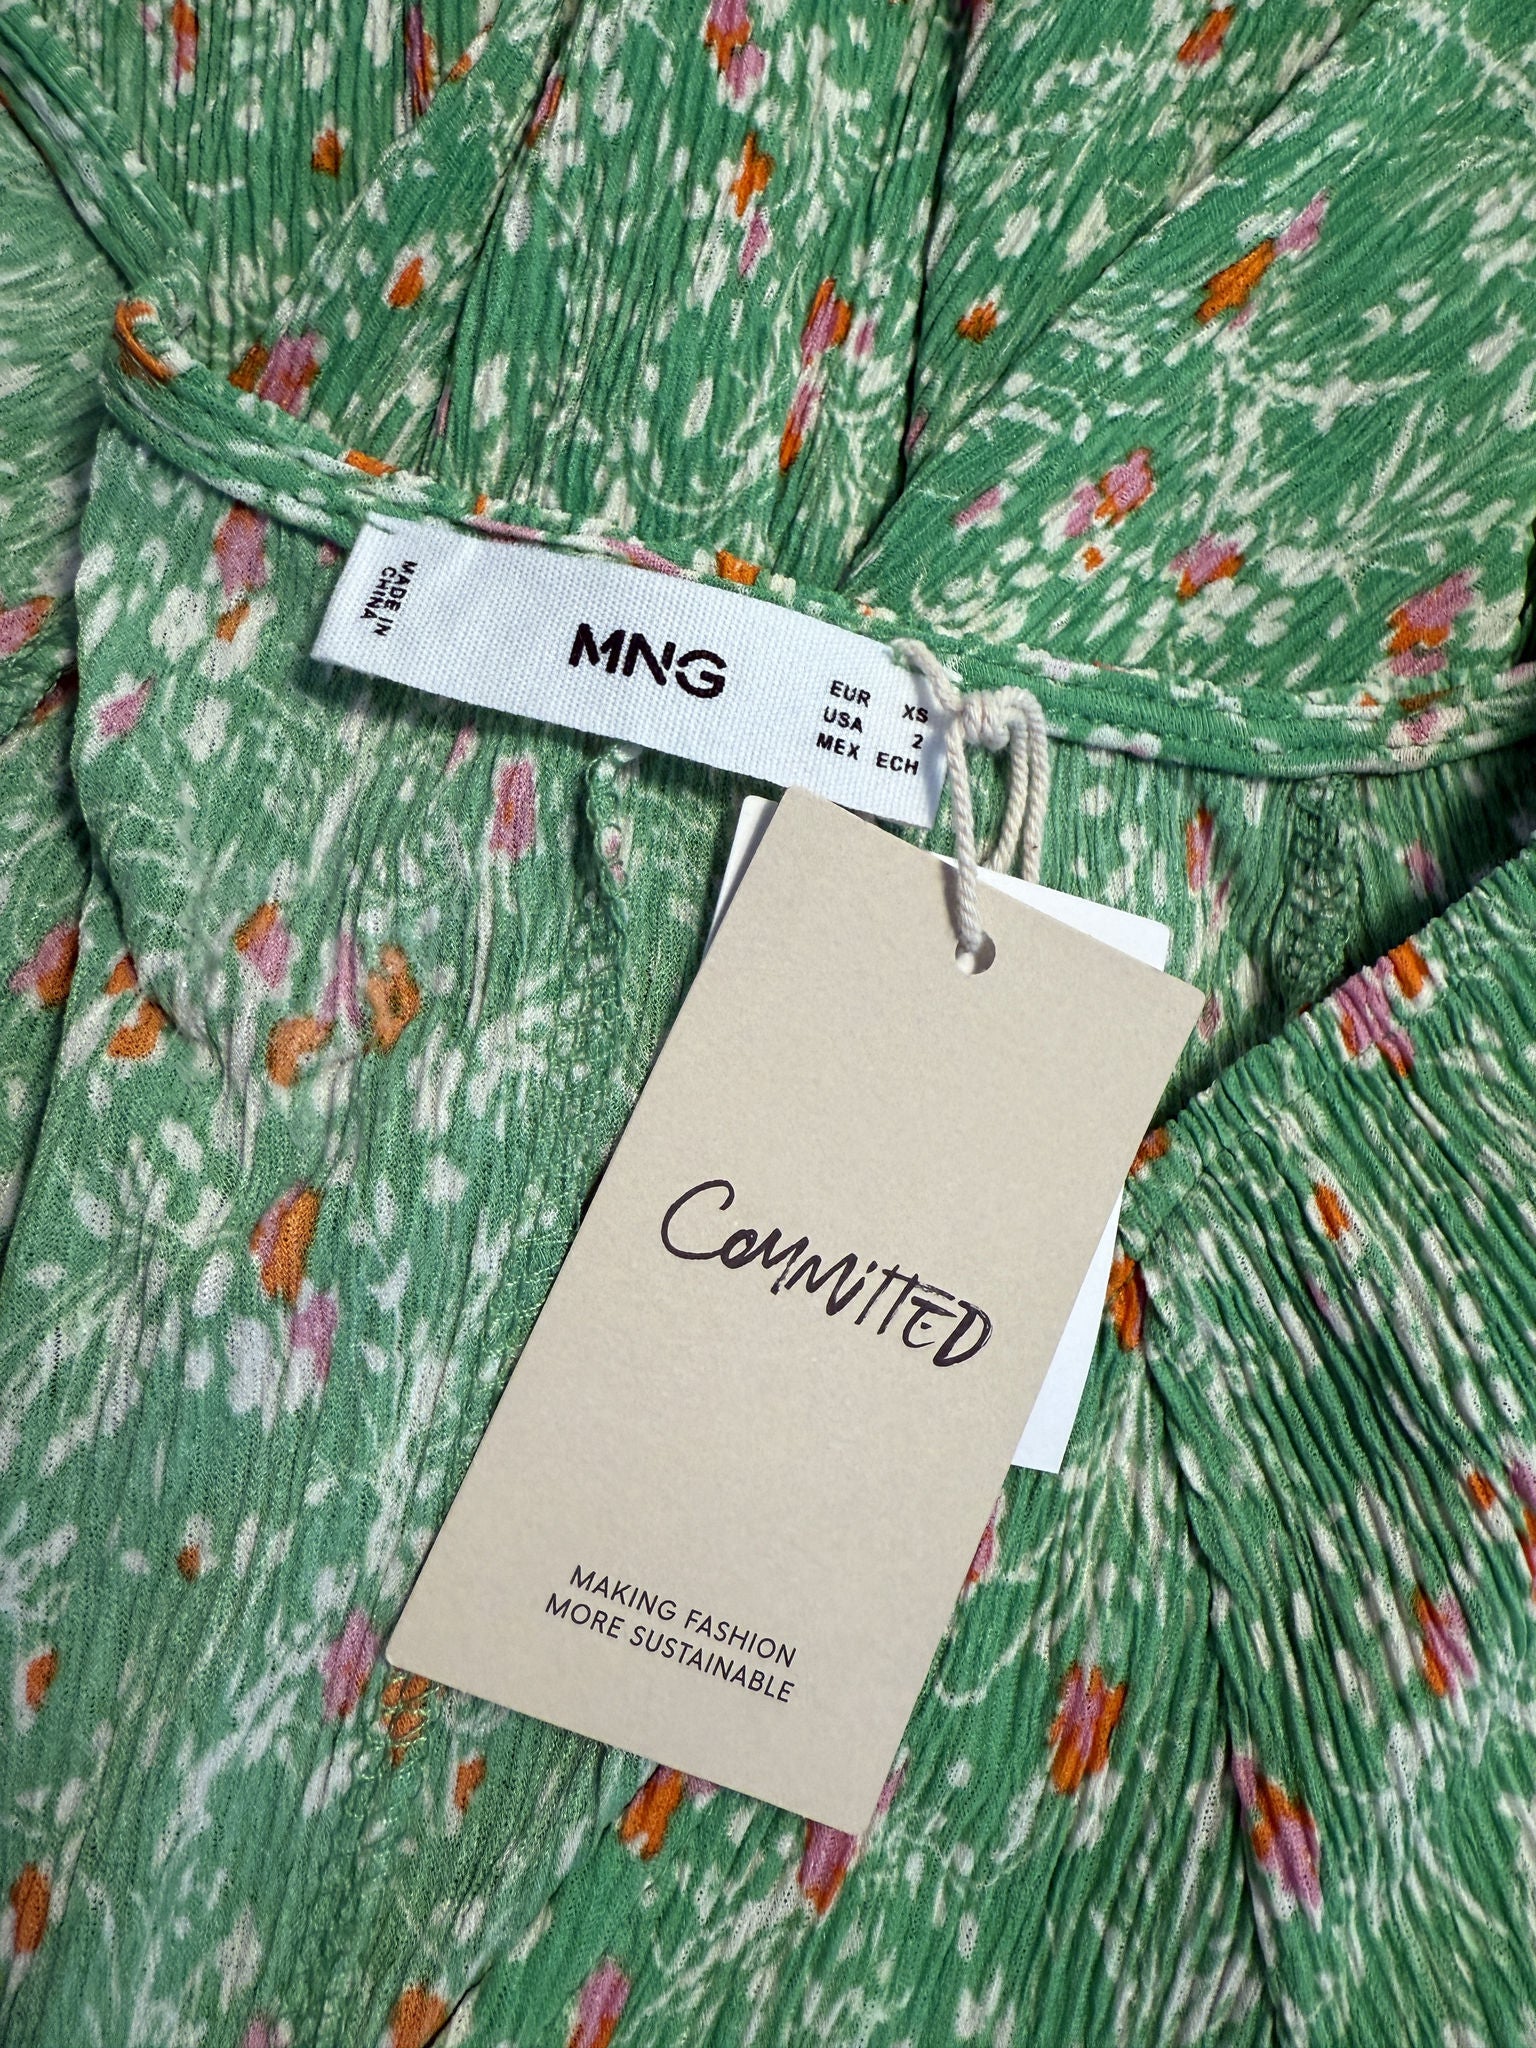 MADE IN
CHINA
MNG
EUR XS
USA 2
MEX ECH
COMMITTED
MAKING FASHION
MORE SUSTAINABLE